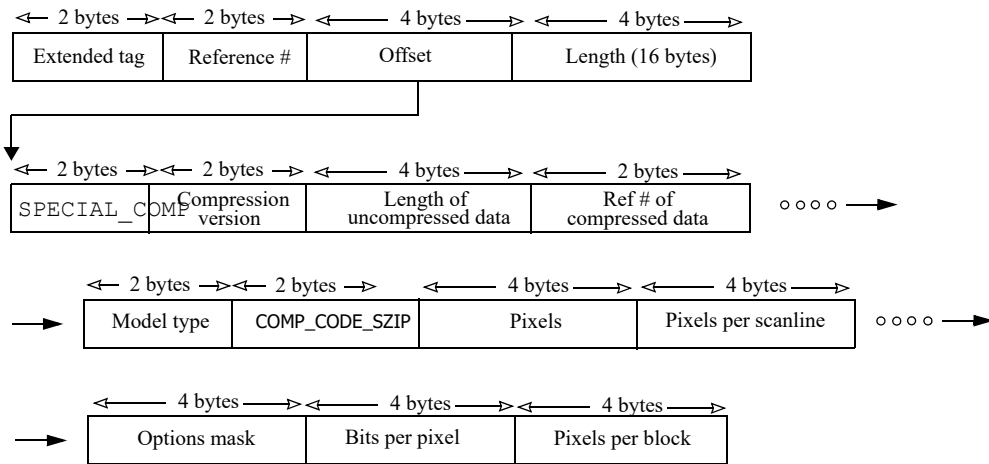 2 bytes 2 bytes 4 bytes 4 bytes
Extended tag Reference # Offset Length (16 bytes)
2 bytes 2 bytes 4 bytes 2 bytes
SPECIAL_COMP Compression version Length of uncompressed data Ref # of compressed data
2 bytes 2 bytes 4 bytes 4 bytes
Model type COMP_CODE_SZIP Pixels Pixels per scanline
4 bytes 4 bytes 4 bytes
Options mask Bits per pixel Pixels per block